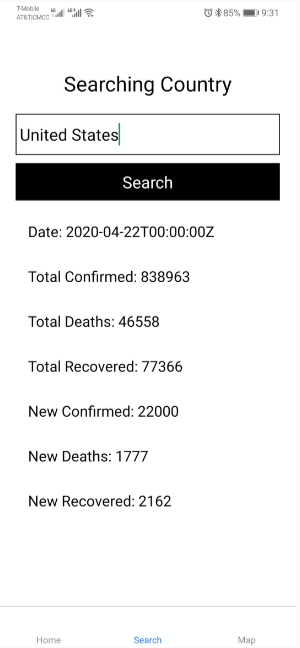 T-Mobile
AT&T|OMCC
85% 9:31
Searching Country
United States
Search
Date: 2020-04-22T00:00:00Z
Total Confirmed: 838963
Total Deaths: 46558
Total Recovered: 77366
New Confirmed: 22000
New Deaths: 1777
New Recovered: 2162
Home Search Map